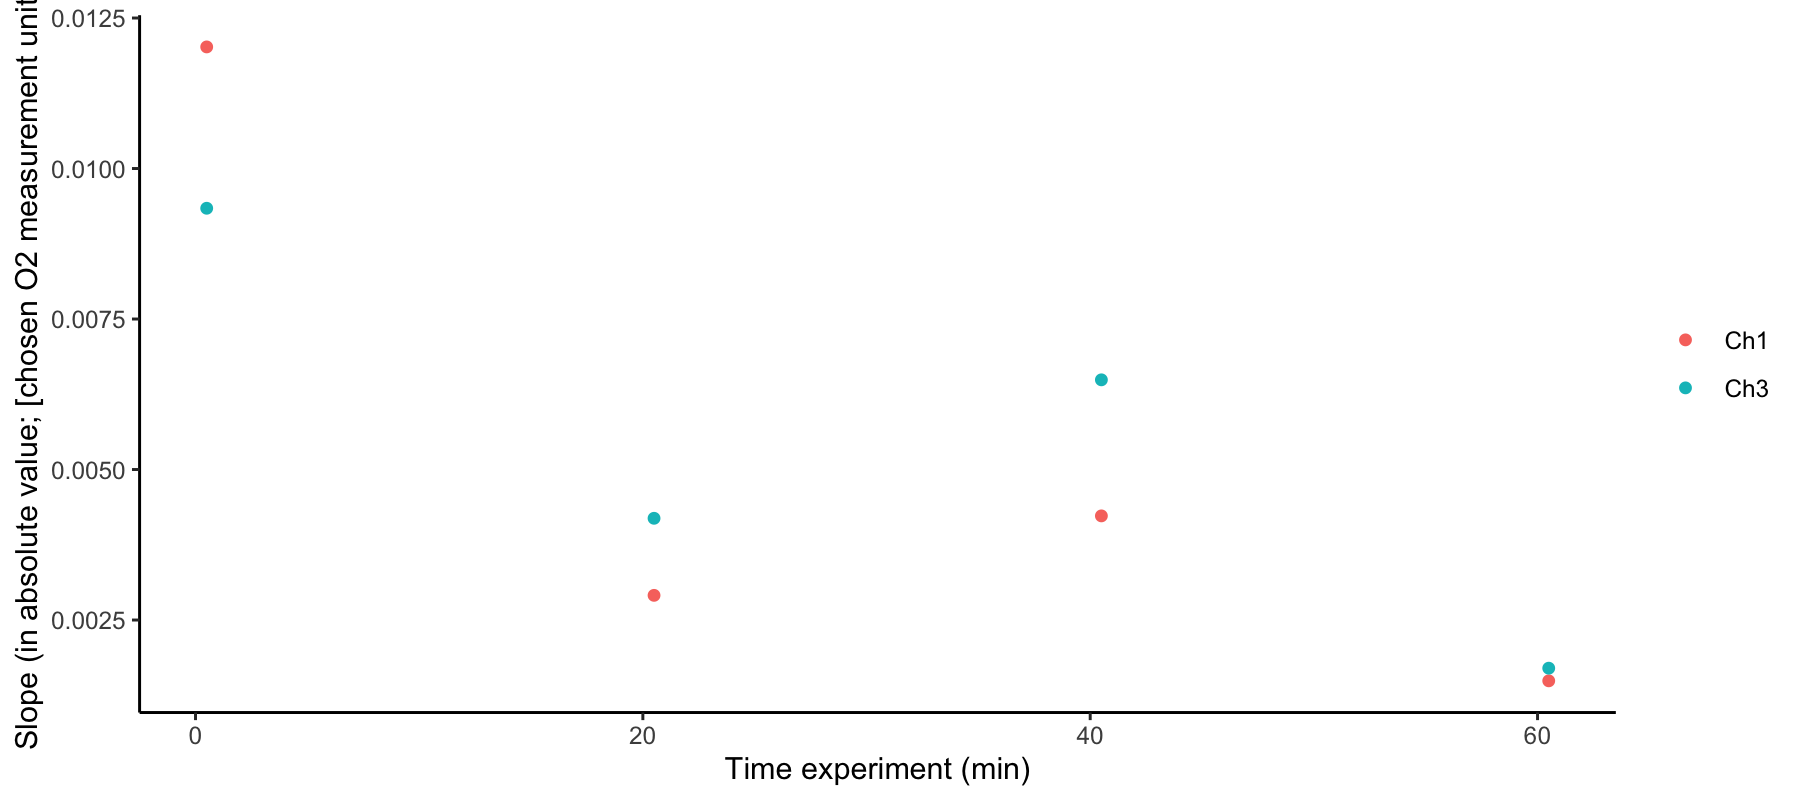 Slope (in absolute value; [chosen O2 measurement unit
0.0125
0.0100
0.0075
0.0050
0.0025
0
20
40
60
Time experiment (min)
Ch1
Ch3